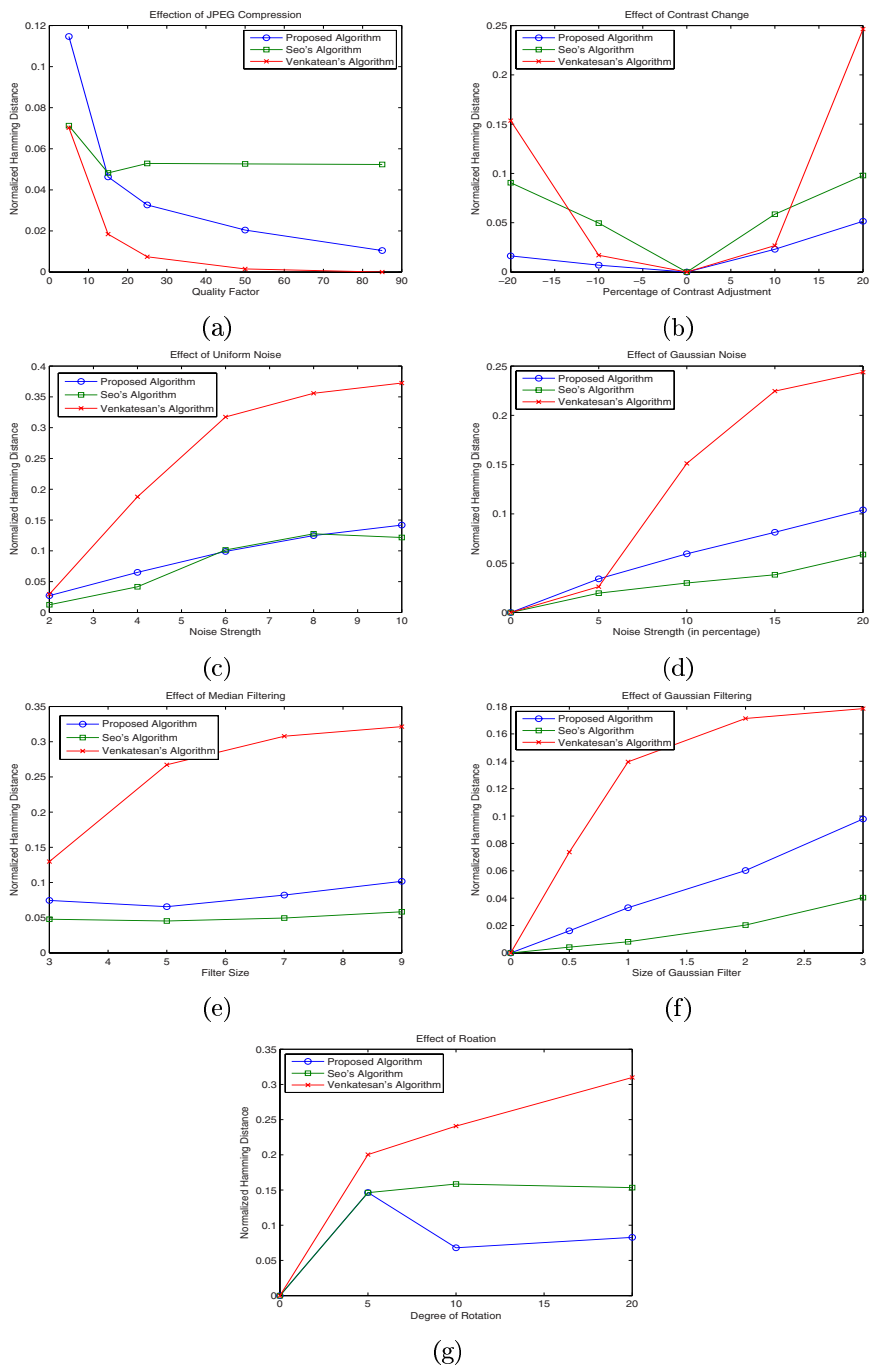 Effection of JPEG Compression
Normalized Hamming Distance
Proposed Algorithm
Seo's Algorithm
Venkatean's Algorithm
0.12
0.1
0.08
0.06
0.04
0.02
0
0 10 20 30 40 50 60 70 80 90
Quality Factor
(a)
Effect of Contrast Change
Normalized Hamming Distance
Proposed Algorithm
Seo's Algorithm
Venkatesan's Algorithm
0.25
0.2
0.15
0.1
0.05
0
−20 −15 −10 −5 0 5 10 15 20
Percentage of Contrast Adjustment
(b)
Effect of Uniform Noise
Normalized Hamming Distance
Proposed Algorithm
Seo's Algorithm
Venkatesan's Algorithm
0.4
0.35
0.3
0.25
0.2
0.15
0.1
0.05
0
2 3 4 5 6 7 8 9 10
Noise Strength
(c)
Effect of Gaussian Noise
Normalized Hamming Distance
Proposed Algorithm
Seo's Algorithm
Venkatesan's Algorithm
0.25
0.2
0.15
0.1
0.05
0
0 5 10 15 20
Noise Strength (in percentage)
(d)
Effect of Median Filtering
Normalized Hamming Distance
Proposed Algorithm
Seo's Algorithm
Venkatesan's Algorithm
0.35
0.3
0.25
0.2
0.15
0.1
0.05
0
3 4 5 6 7 8 9
Filter Size
(e)
Effect of Gaussian Filtering
Normalized Hamming Distance
Proposed Algorithm
Seo's Algorithm
Venkatesan's Algorithm
0.18
0.16
0.14
0.12
0.1
0.08
0.06
0.04
0.02
0
0 0.5 1 1.5 2 2.5 3
Size of Gaussian Filter
(f)
Effect of Roation
Normalized Hamming Distance
Proposed Algorithm
Seo's Algorithm
Venkatesan's Algorithm
0.35
0.3
0.25
0.2
0.15
0.1
0.05
0
0 5 10 15 20
Degree of Rotation
(g)